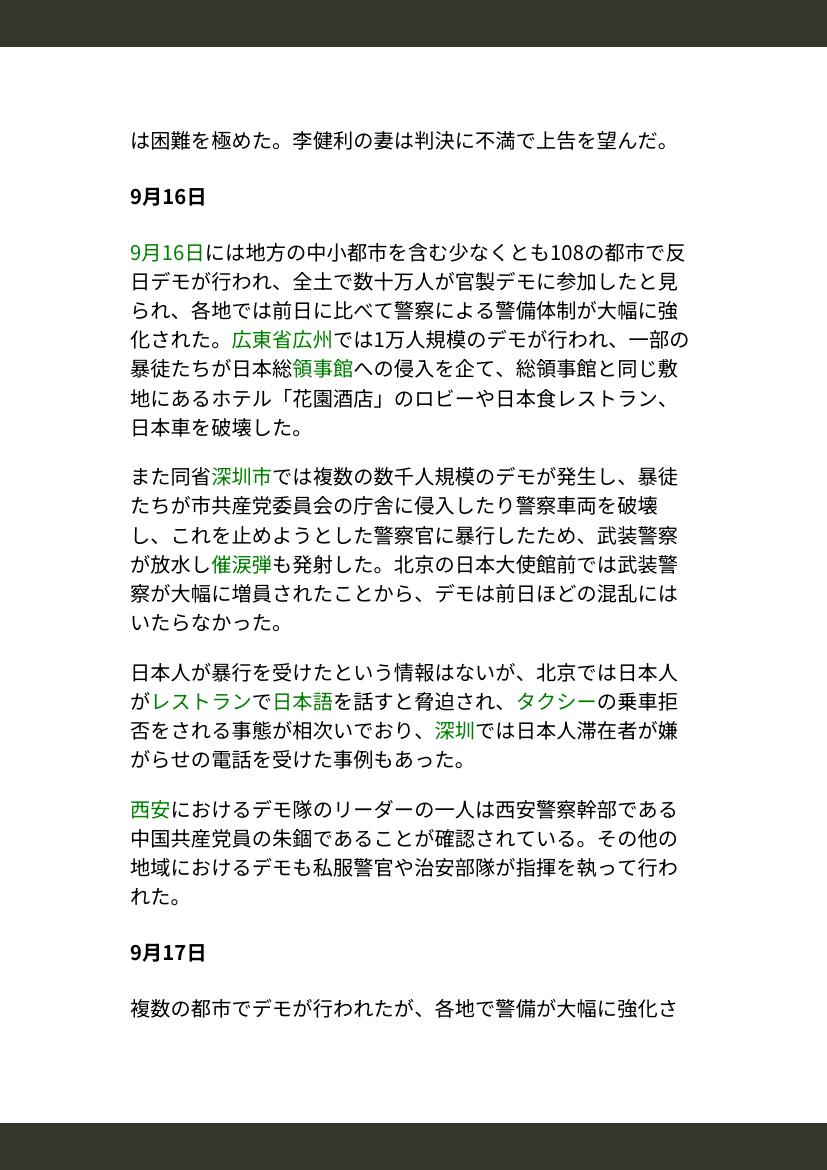 は困難を極めた。李健利の妻は判決に不満で上告を望んだ。
9月16日
9月16日には地方の中小都市を含む少なくとも108の都市で反
日デモが行われ、全土で数十万人が官製デモに参加したと見
られ、各地では前日に比べて警察による警備体制が大幅に強
化された。広東省広州では1万人規模のデモが行われ、一部の
暴徒たちが日本総領事館への侵入を企て、総領事館と同じ敷
地にあるホテル「花園酒店」のロビーや日本食レストラン、
日本車を破壊した。
また同省深圳市では複数の数千人規模のデモが発生し、暴徒
たちが市共産党委員会の庁舎に侵入したり警察車両を破壊
し、これを止めようとした警察官に暴行したため、武装警察
が放水し催涙弾も発射した。北京の日本大使館前では武装警
察が大幅に増員されたことから、デモは前日ほどの混乱には
いたらなかった。
日本人が暴行を受けたという情報はないが、北京では日本人
がレストランで日本語を話すと脅迫され、タクシーの乗車拒
否をされる事態が相次いでおり、深圳では日本人滞在者が嫌
がらせの電話を受けた事例もあった。
西安におけるデモ隊のリーダーの一人は西安警察幹部である
中国共産党員の朱錮であることが確認されている。その他の
地域におけるデモも私服警官や治安部隊が指揮を執って行わ
れた。
9月17日
複数の都市でデモが行われたが、各地で警備が大幅に強化さ